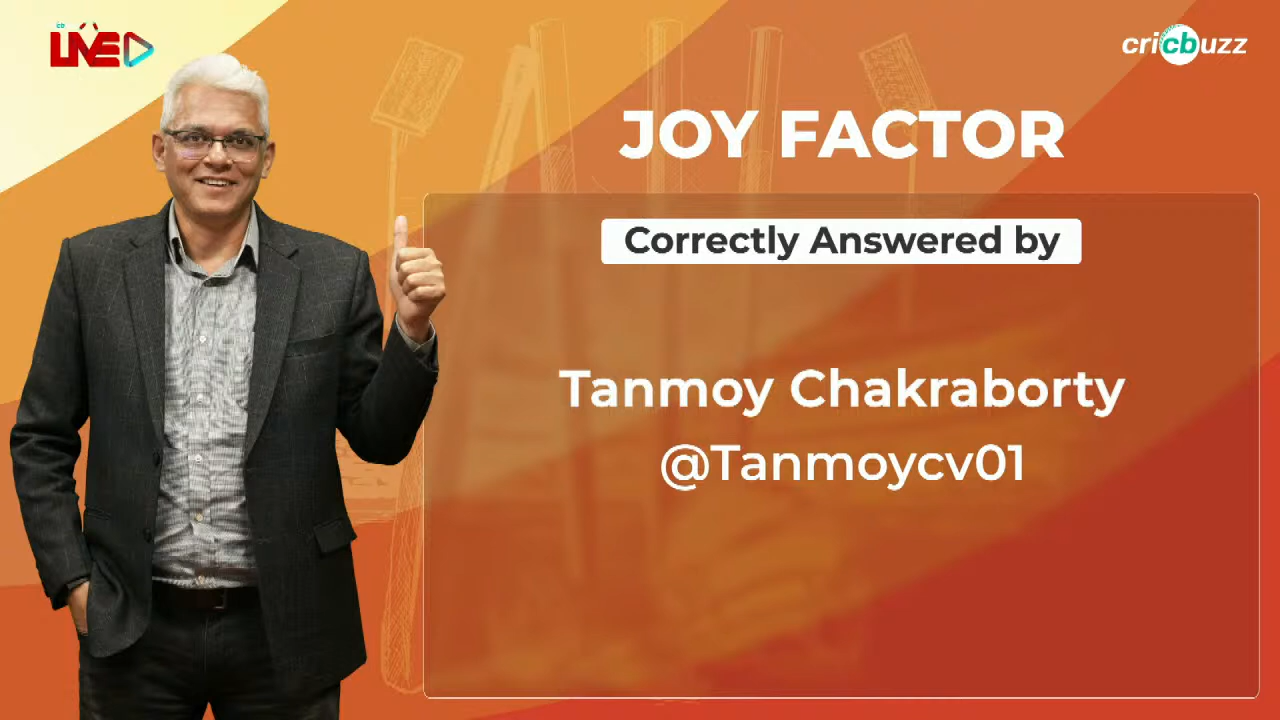 LIVE
cricbuzz
JOY FACTOR
Correctly Answered by
Tanmoy Chakraborty
@Tanmoycv01